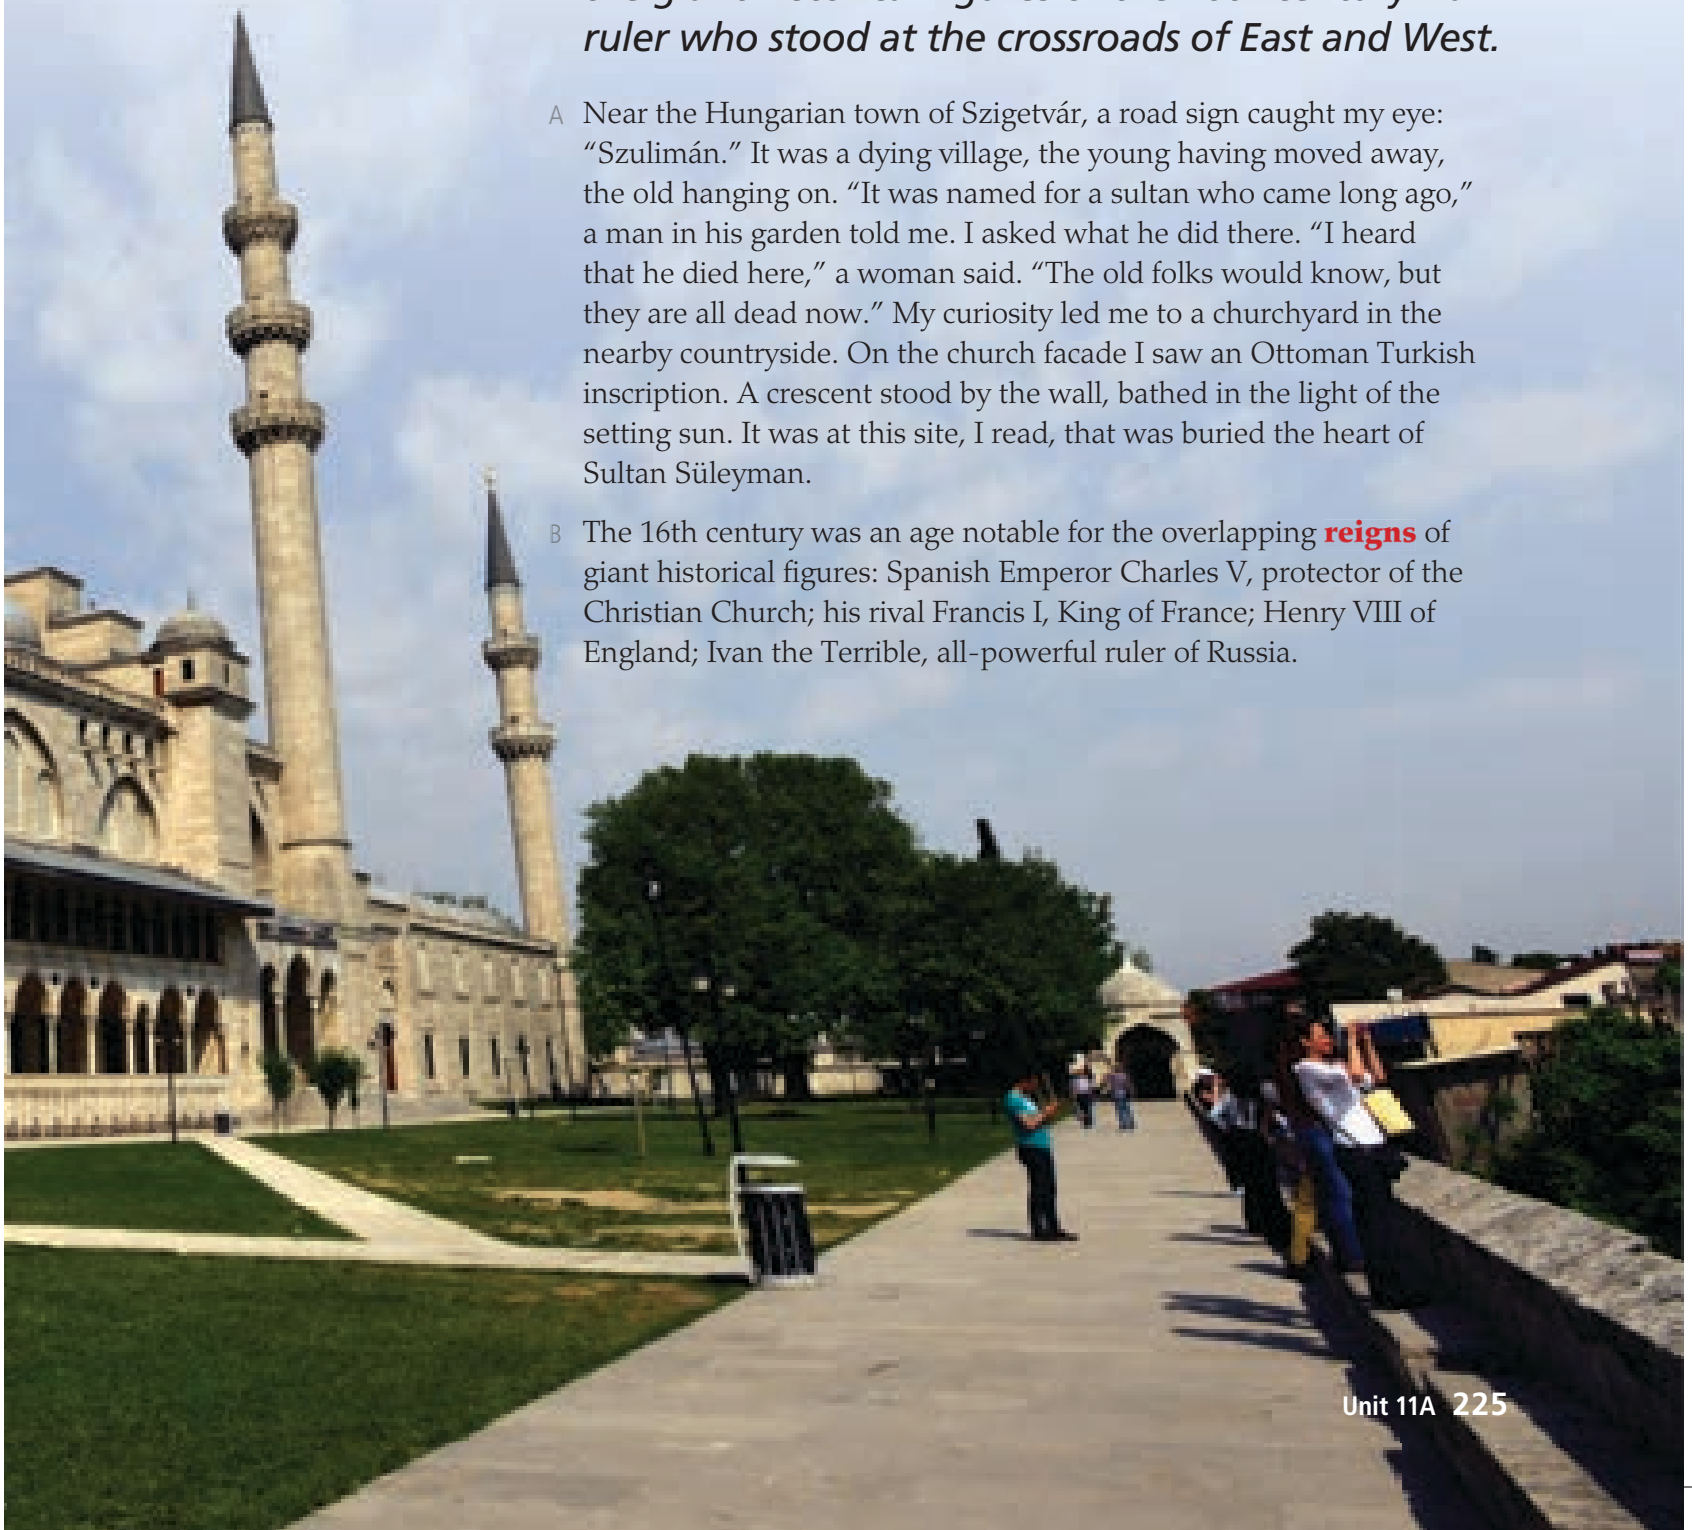 ruler who stood at the crossroads of East and West.
A Near the Hungarian town of Szigetvár, a road sign caught my eye:
“Szulimán.” It was a dying village, the young having moved away,
the old hanging on. “It was named for a sultan who came long ago,”
a man in his garden told me. I asked what he did there. “I heard
that he died here,” a woman said. “The old folks would know, but
they are all dead now.” My curiosity led me to a churchyard in the
nearby countryside. On the church facade I saw an Ottoman Turkish
inscription. A crescent stood by the wall, bathed in the light of the
setting sun. It was at this site, I read, that was buried the heart of
Sultan Süleyman.
B The 16th century was an age notable for the overlapping reigns of
giant historical figures: Spanish Emperor Charles V, protector of the
Christian Church; his rival Francis I, King of France; Henry VIII of
England; Ivan the Terrible, all-powerful ruler of Russia.
Unit 11A 225